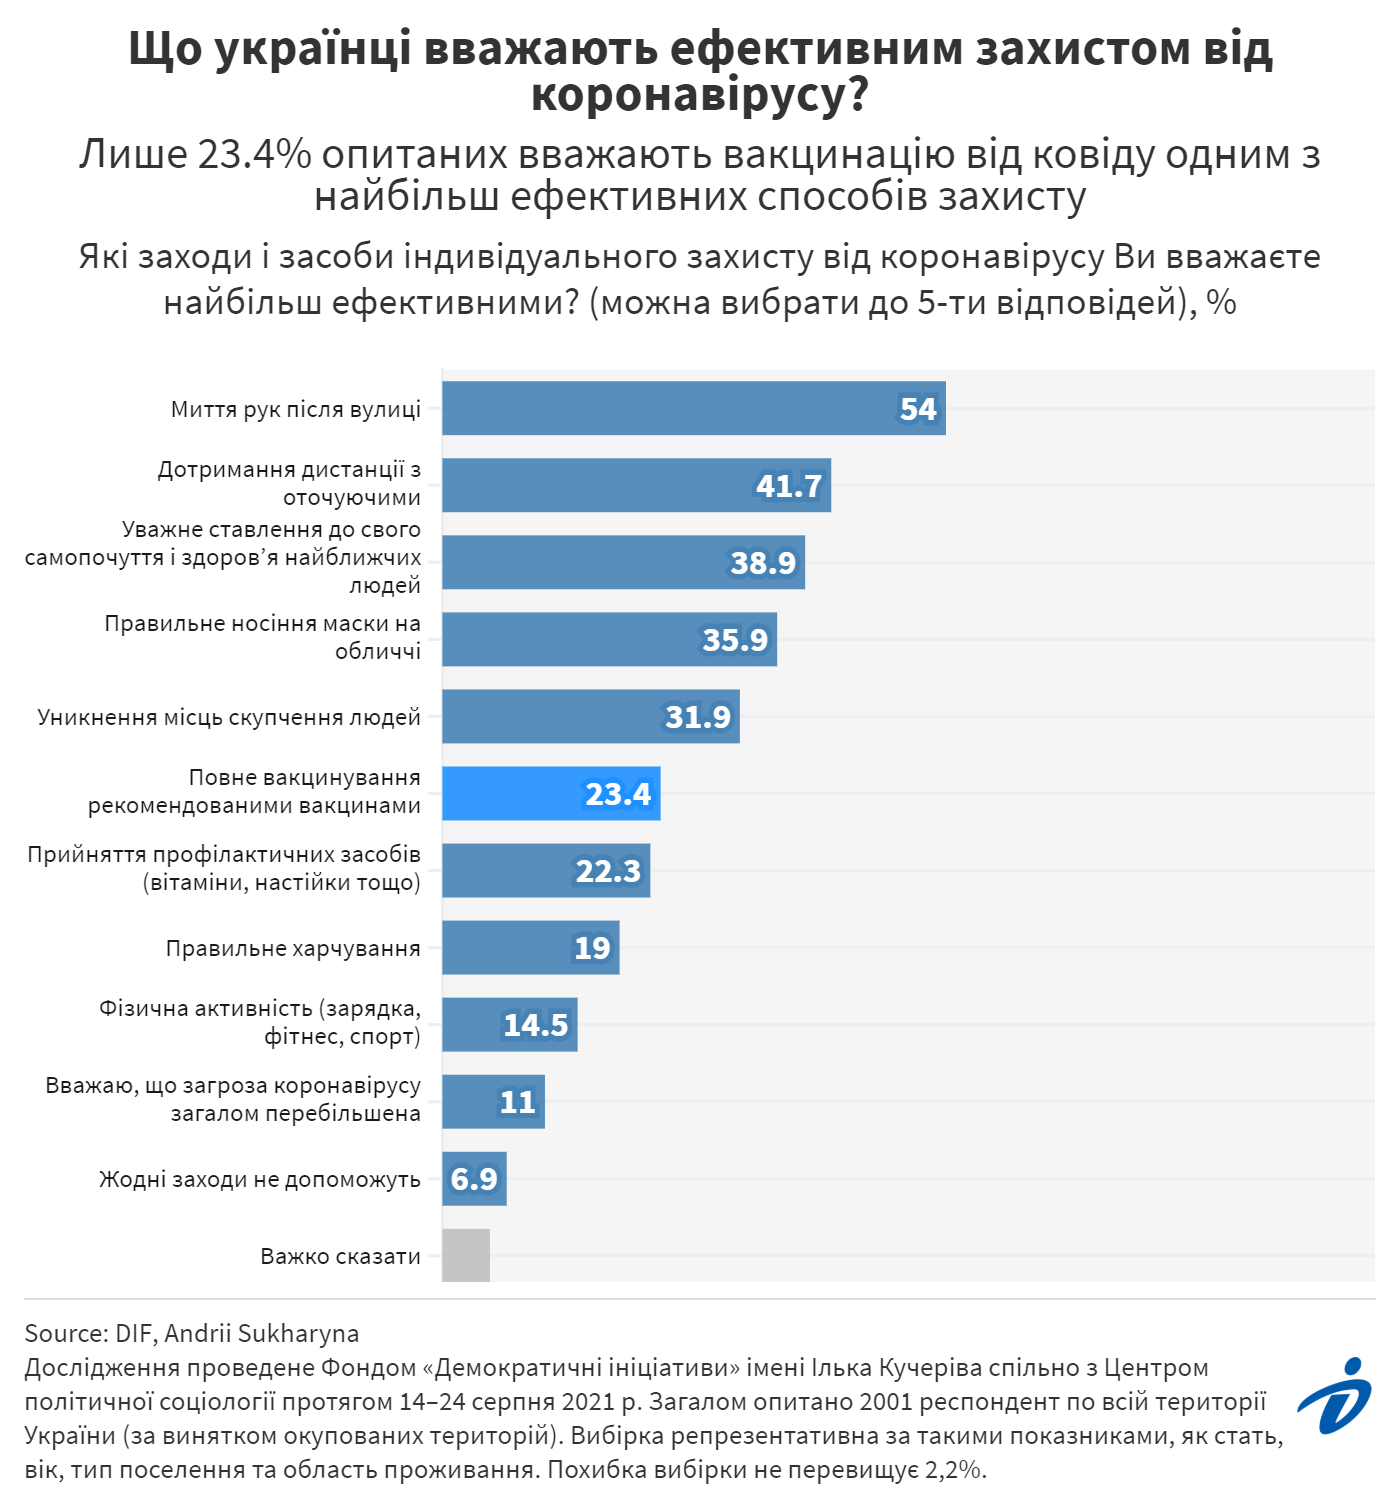 Що українці вважають ефективним захистом від
коронавірусу?
Лише 23.4% опитаних вважають вакцинацію від ковіду одним з
найбільш ефективних способів захисту
Які заходи і засоби індивідуального захисту від коронавірусу Ви вважаєте
найбільш ефективними? (можна вибрати до 5-ти відповідей), %
Миття рук після вулиці
54
Дотримання дистанції з
оточуючими
41.7
Уважне ставлення до свого
самопочуття і здоров’я найближчих
людей
38.9
Правильне носіння маски на
обличчі
35.9
Уникнення місць скупчення людей
31.9
Повне вакцинування
рекомендованими вакцинами
23.4
Прийняття профілактичних засобів
(вітаміни, настійки тощо)
22.3
Правильне харчування
19
Фізична активність (зарядка,
фітнес, спорт)
14.5
Вважаю, що загроза коронавірусу
загалом перебільшена
11
Жодні заходи не допоможуть
6.9
Важко сказати
Source: DIF, Andrii Sukharyna
Дослідження проведене Фондом «Демократичні ініціативи» імені Ілька Кучеріва спільно з Центром
політичної соціології протягом 14–24 серпня 2021 р. Загалом опитано 2001 респондент по всій території
України (за винятком окупованих територій). Вибірка репрезентативна за такими показниками, як стать,
вік, тип поселення та область проживання. Похибка вибірки не перевищує 2,2%.